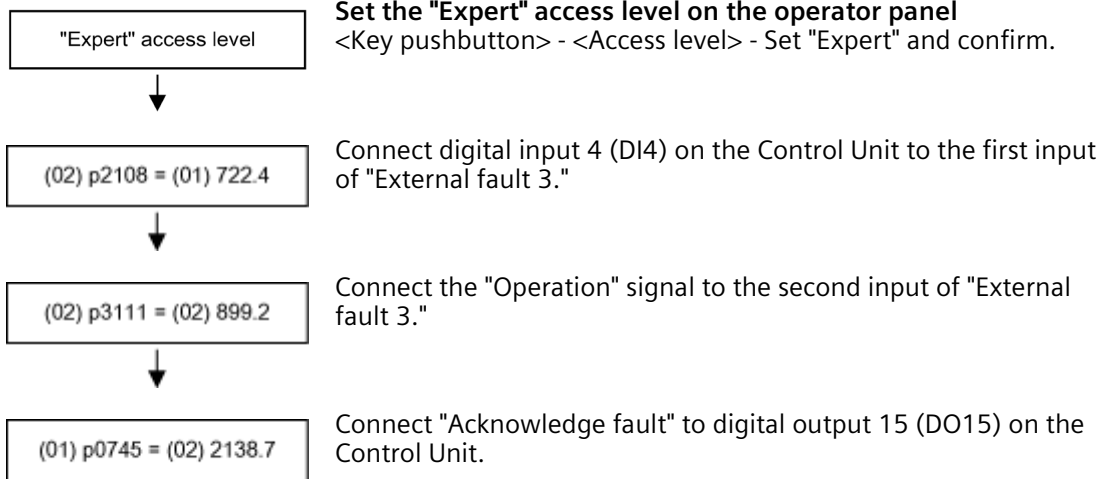 Set the "Expert" access level on the operator panel
"Expert" access level
<Key pushbutton> - <Access level> - Set "Expert" and confirm.
(02) p2108 = (01) 722.4
Connect digital input 4 (DI4) on the Control Unit to the first input
of "External fault 3."
(02) p3111 = (02) 899.2
Connect the "Operation" signal to the second input of "External
fault 3."
(01) p0745 = (02) 2138.7
Connect "Acknowledge fault" to digital output 15 (DO15) on the
Control Unit.